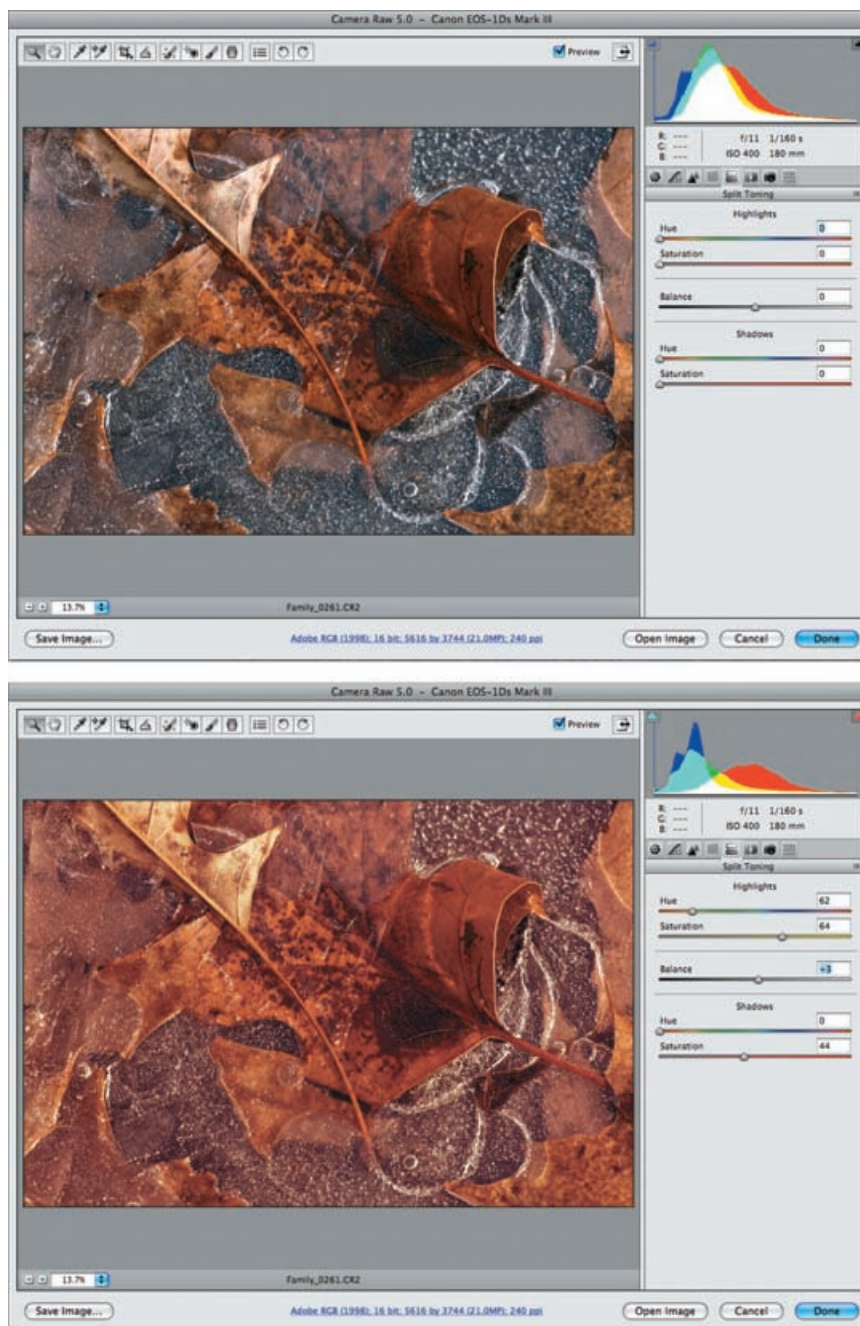 Camera Raw 5.0 – Canon EOS-1Ds Mark III
Preview
R: ---
G: ---
B: ---
f/11 1/160 s
ISO 400 180 mm
Split Toning
Highlights
Hue 0
Saturation 0
Balance 0
Shadows
Hue 0
Saturation 0
13.7%
Family_0261.CR2
Save Image...
Adobe RGB (1998); 16 bit; 5616 by 3744 (21.0MP); 240 ppi
Open Image
Cancel
Done
Camera Raw 5.0 – Canon EOS-1Ds Mark III
Preview
R: ---
G: ---
B: ---
f/11 1/160 s
ISO 400 180 mm
Split Toning
Highlights
Hue 62
Saturation 64
Balance +3
Shadows
Hue 0
Saturation 44
13.7%
Family_0261.CR2
Save Image...
Adobe RGB (1998); 16 bit; 5616 by 3744 (21.0MP); 240 ppi
Open Image
Cancel
Done